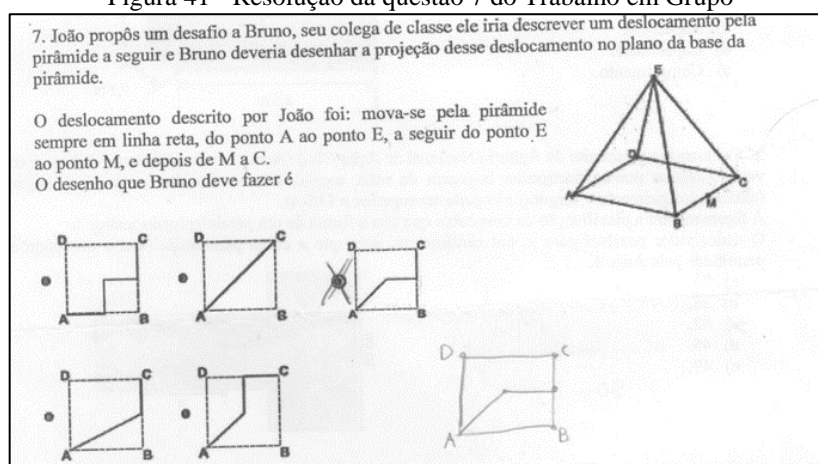 Figura 41 – Resolução da questão 7 do Trabalho em Grupo
7. João propôs um desafio a Bruno, seu colega de classe ele iria descrever um deslocamento pela
pirâmide a seguir e Bruno deveria desenhar a projeção desse deslocamento no plano da base da
pirâmide.
O deslocamento descrito por João foi: mova-se pela pirâmide
sempre em linha reta, do ponto A ao ponto E, a seguir do ponto E
ao ponto M, e depois de M a C.
O desenho que Bruno deve fazer é
E
D
C
A
M
B
D C
A B
D C
A B
D C
A B
D C
A B
D C
A B
D C
A B